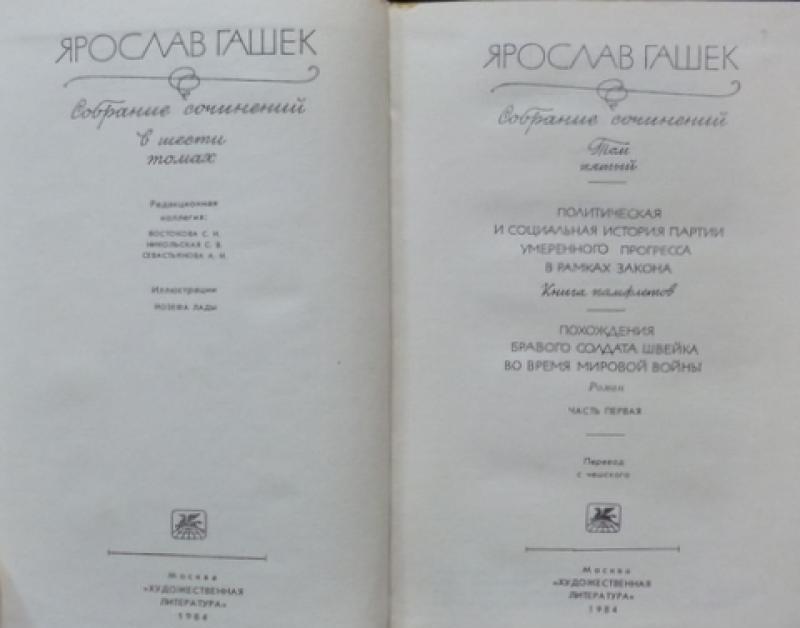 ЯРОСЛАВ ГАШЕК
Собрание сочинений
в шести
томах
Редакционная
коллегия:
ВОСТОКОВА С. И.
НИКОЛЬСКАЯ С. В.
СЕВАСТЬЯНОВА А. И.
Иллюстрации
ЙОЗЕФА ЛАДЫ
Москва
«ХУДОЖЕСТВЕННАЯ
ЛИТЕРАТУРА»
1984
ЯРОСЛАВ ГАШЕК
Собрание сочинений
Том
пятый
ПОЛИТИЧЕСКАЯ
И СОЦИАЛЬНАЯ ИСТОРИЯ ПАРТИИ
УМЕРЕННОГО ПРОГРЕССА
В РАМКАХ ЗАКОНА
Книга памфлетов
ПОХОЖДЕНИЯ
БРАВОГО СОЛДАТА ШВЕЙКА
ВО ВРЕМЯ МИРОВОЙ ВОЙНЫ
Роман
ЧАСТЬ ПЕРВАЯ
Перевод
с чешского
Москва
«ХУДОЖЕСТВЕННАЯ
ЛИТЕРАТУРА»
1984